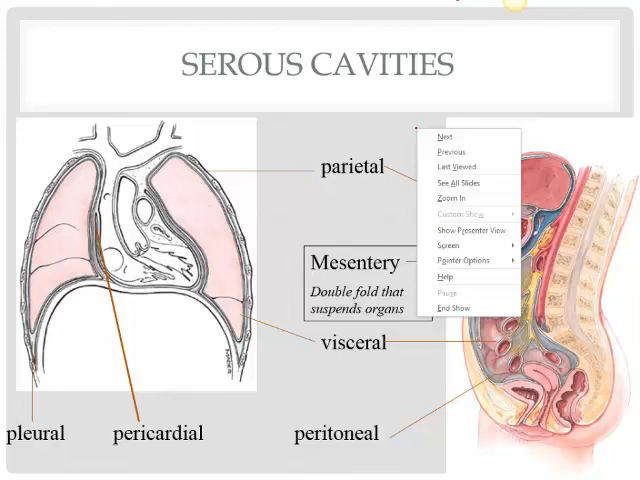 SEROUS CAVITIES
parietal
Next
Previous
Last Viewed
See All Slides
Zoom In
Custom Show
Show Presenter View
Screen
Pointer Options
Help
Pause
End Show
Mesentery
Double fold that
suspends organs
visceral
pleural
pericardial
peritoneal